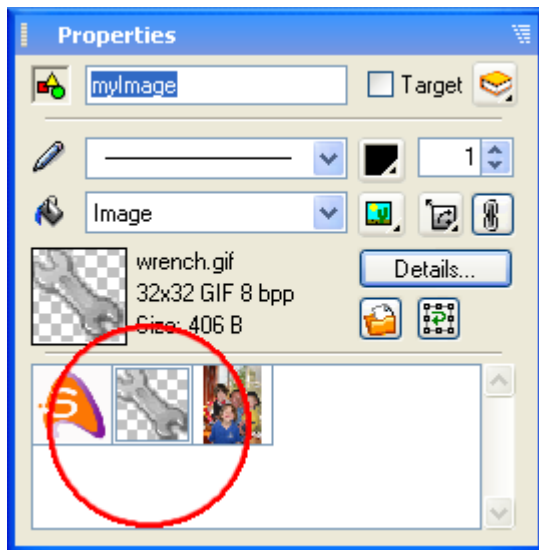 Properties
myImage
Target
1
Image
wrench.gif
Details...
32x32 GIF 8 bpp
Size: 406 B
S